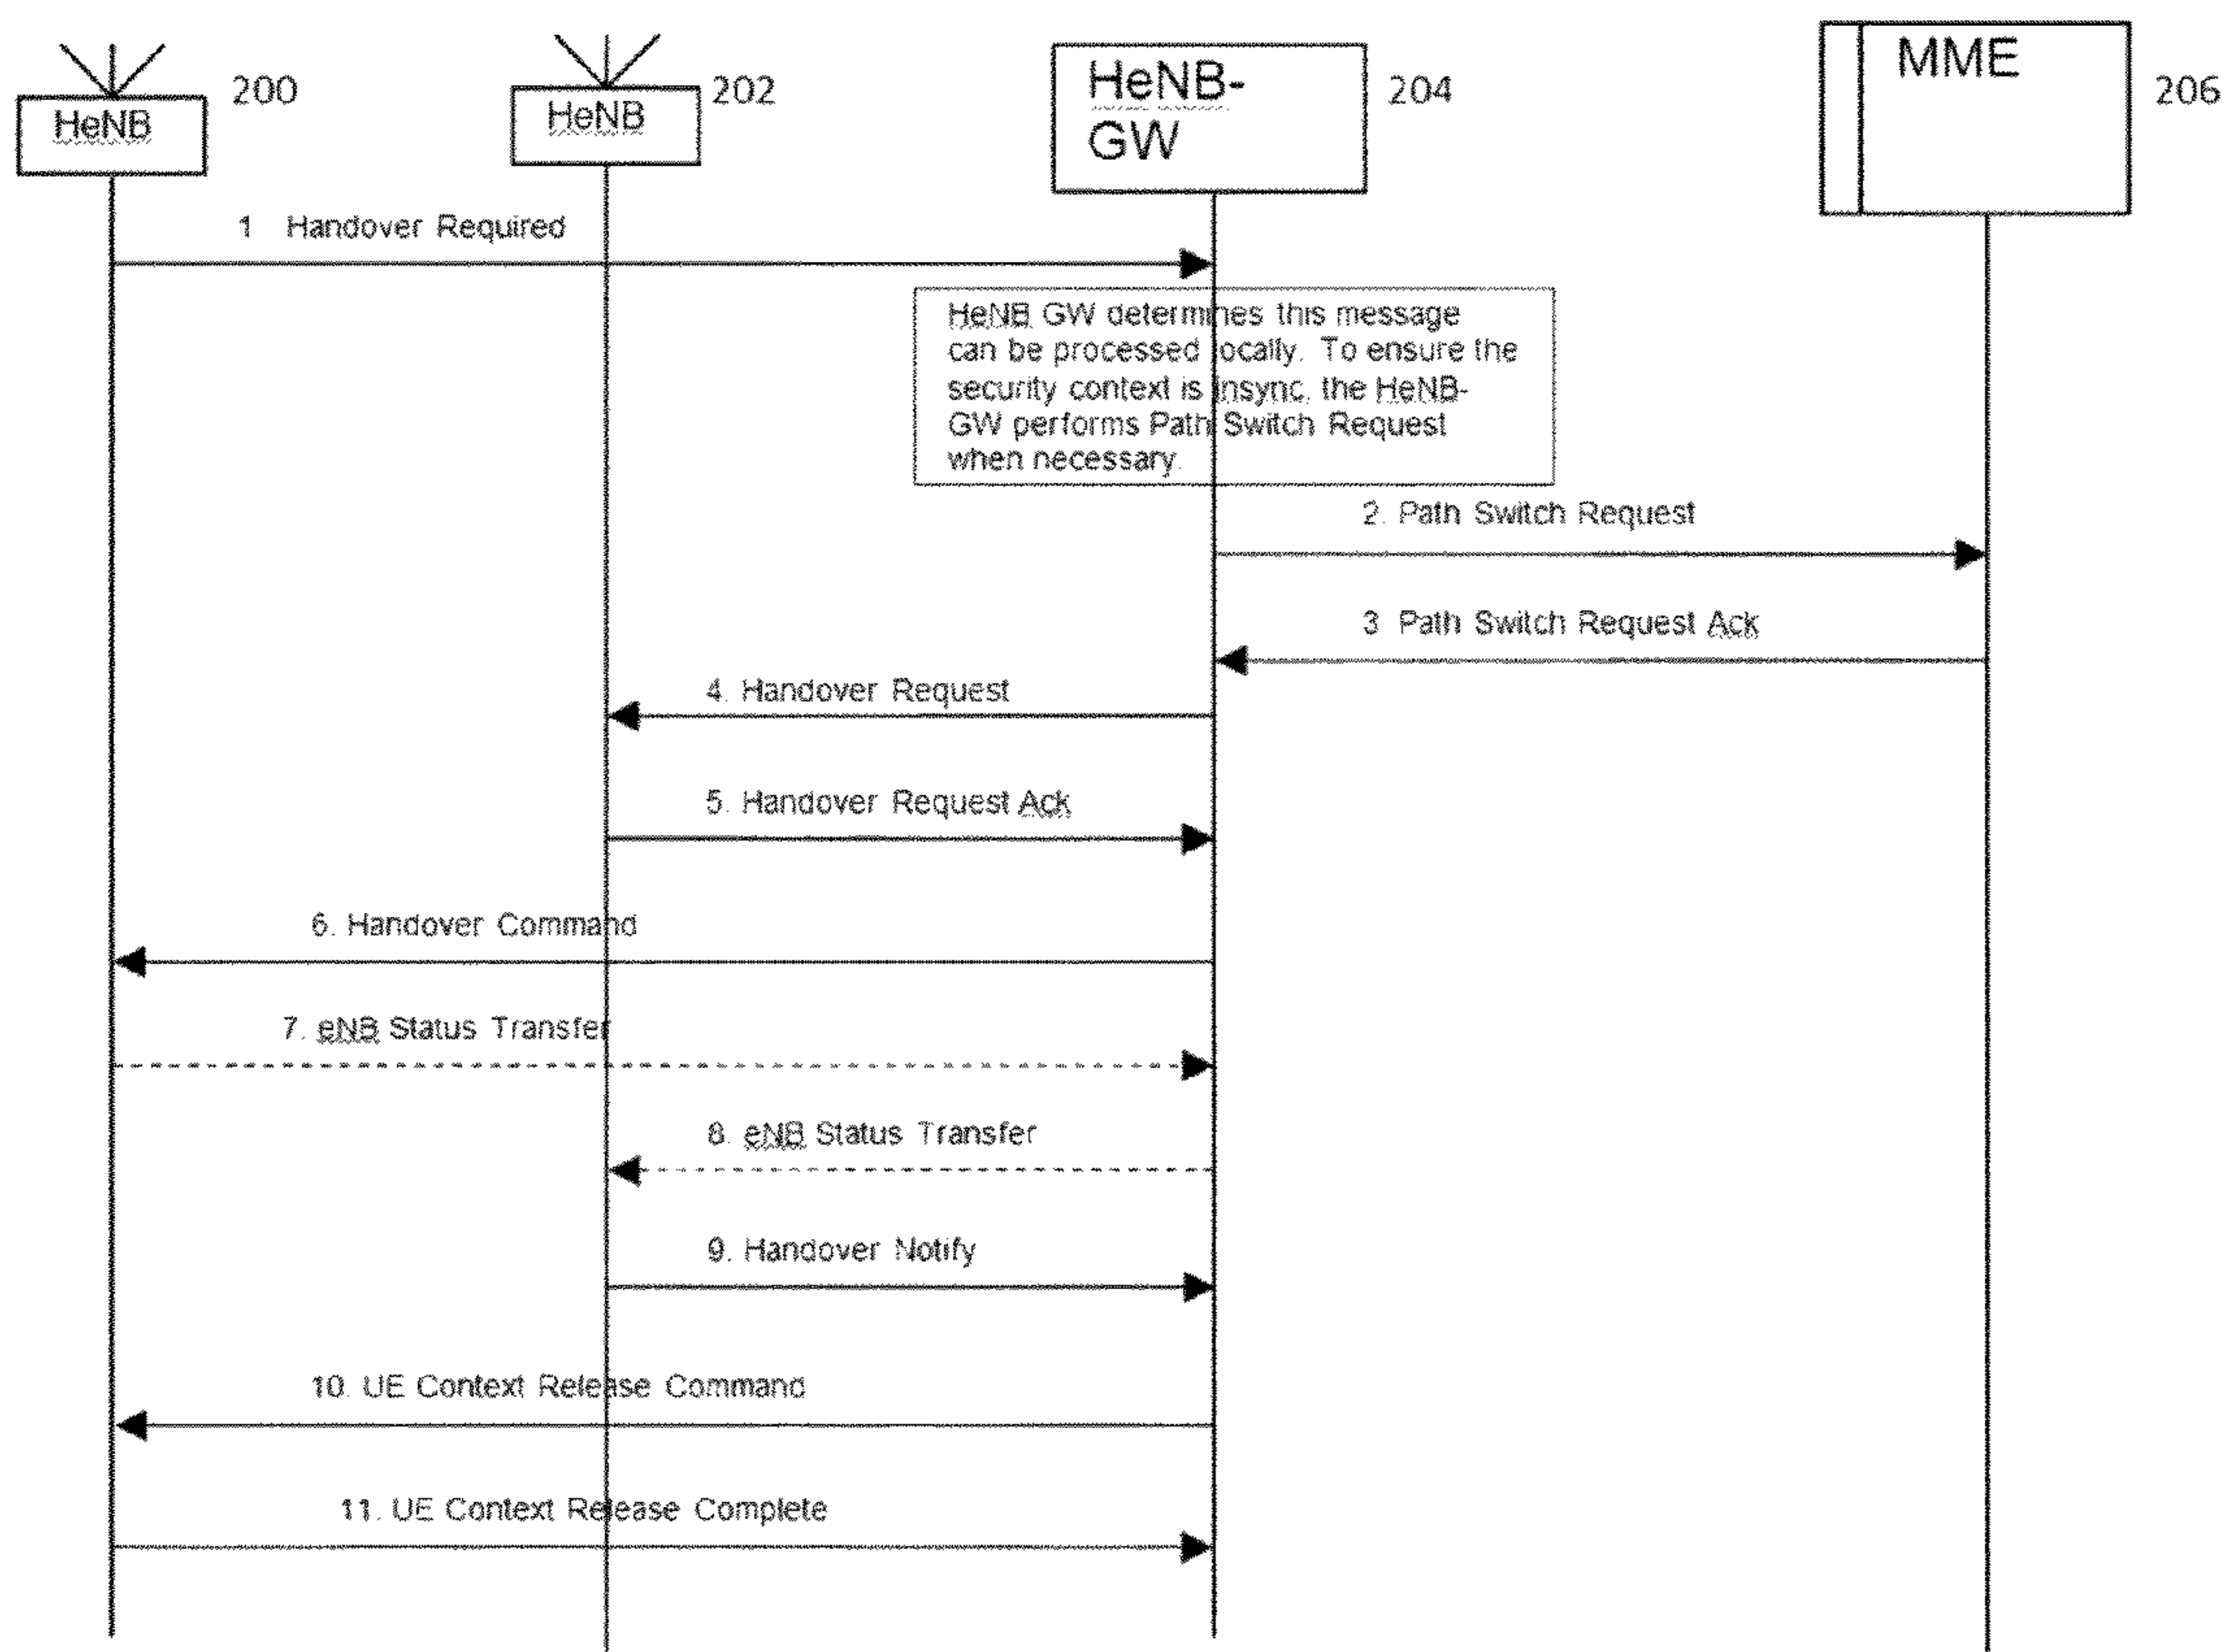 HeNB
200
HeNB
202
HeNB-
GW
204
MME
206
1 Handover Required
HeNB GW determines this message
can be processed locally. To ensure the
security context is insync, the HeNB-
GW performs Path Switch Request
when necessary.
2. Path Switch Request
3 Path Switch Request Ack
4. Handover Request
5. Handover Request Ack
6. Handover Command
7. eNB Status Transfer
8. eNB Status Transfer
9. Handover Notify
10. UE Context Release Command
11. UE Context Release Complete